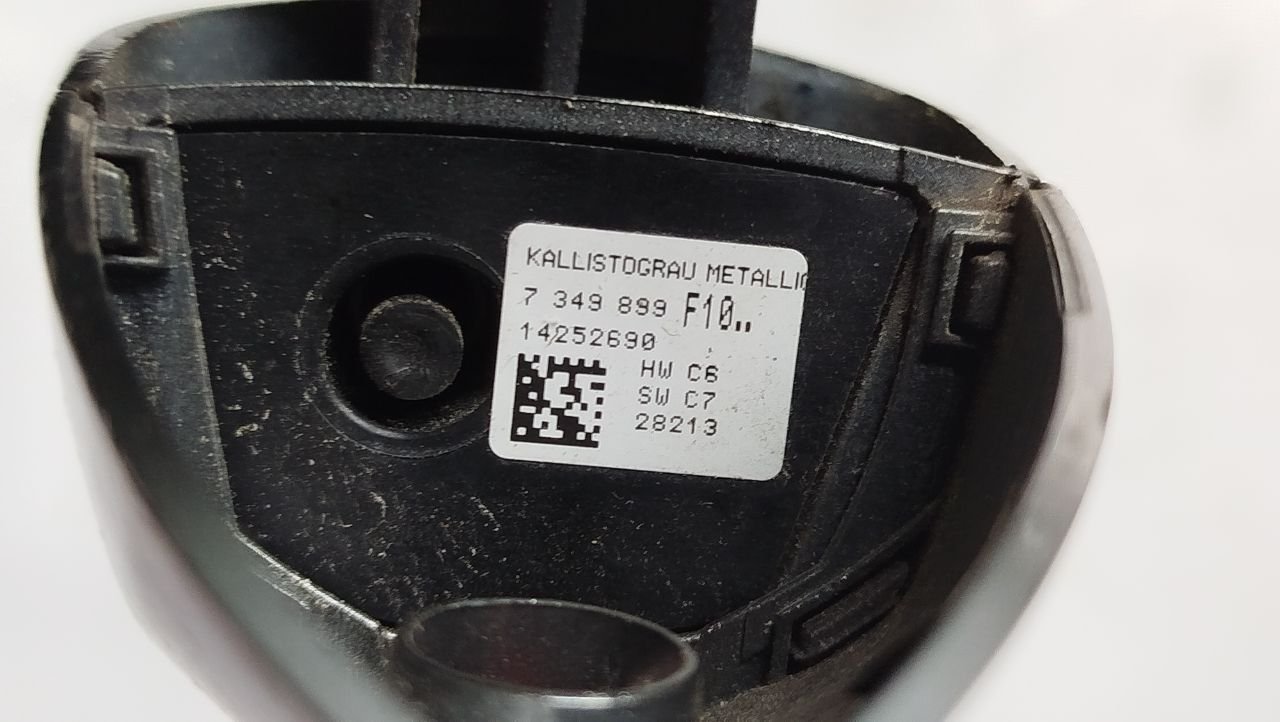 KALLISTOGRAU METALLIC
7 349 899 F10..
14252690
HW C6
SW C7
28213